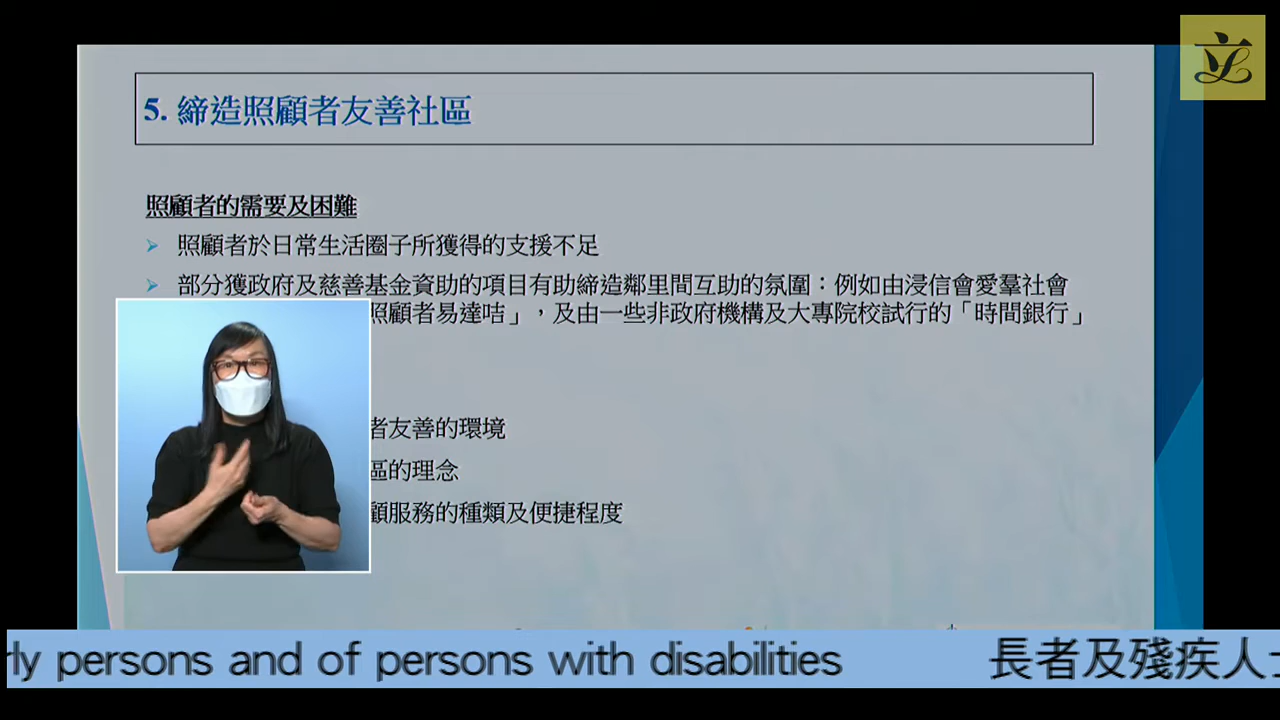 立
5. 締造照顧者友善社區
照顧者的需要及困難
照顧者於日常生活圈子所獲得的支援不足
部分獲政府及慈善基金資助的項目有助締造鄰里間互助的氛圍：例如由浸信會愛羣社會
照顧者易達咭」，及由一些非政府機構及大專院校試行的「時間銀行」
者友善的環境
區的理念
顧服務的種類及便捷程度
rly persons and of persons with disabilities 長者及殘疾人士